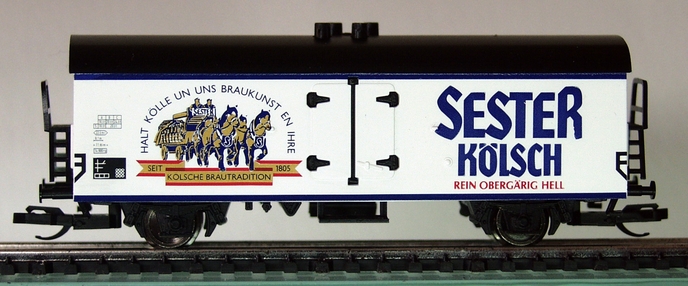 HALT KÖLLE UN UNS BRAUKUNST EN IHRE
SESTER
SEIT 1805
KÖLSCHE BRAUTRADITION
SESTER
KÖLSCH
REIN OBERGÄRIG HELL